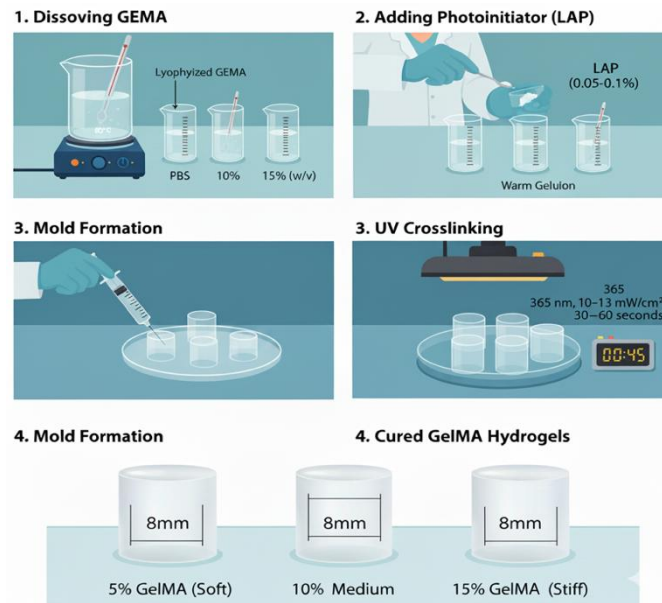 1. Dissoving GEMA
Lyophyized GEMA
PBS
10%
15% (w/v)
2. Adding Photoinitiator (LAP)
LAP
(0.05-0.1%)
Warm Geluion
3. Mold Formation
3. UV Crosslinking
365
365 nm, 10–13 mW/cm²
30–60 seconds
00:45
4. Mold Formation
4. Cured GelMA Hydrogels
8mm
8mm
8mm
5% GelMA (Soft)
10% Medium
15% GelMA (Stiff)